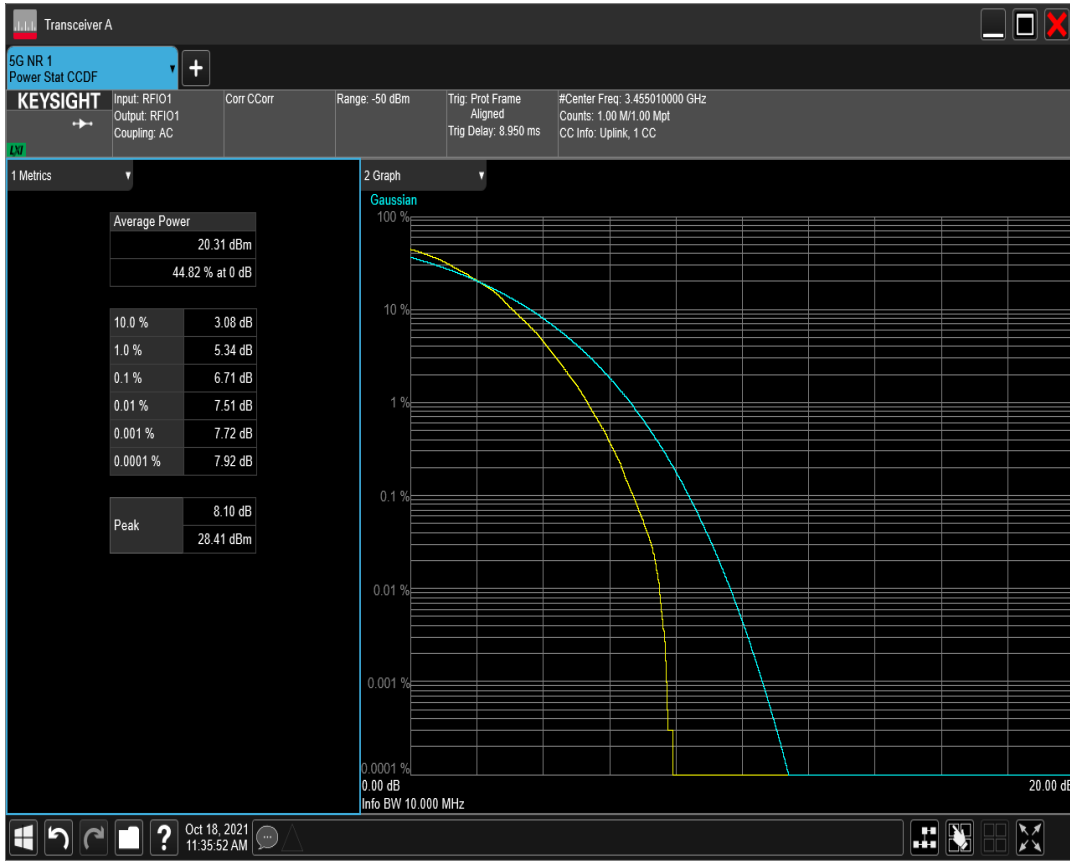 Transceiver A
5G NR 1
Power Stat CCDF
KEYSIGHT
LXI
Input: RFIO1
Output: RFIO1
Coupling: AC
Corr CCorr
Range: -50 dBm
Trig: Prot Frame
Aligned
Trig Delay: 8.950 ms
#Center Freq: 3.455010000 GHz
Counts: 1.00 M/1.00 Mpt
CC Info: Uplink, 1 CC
1 Metrics
Average Power
20.31 dBm
44.82 % at 0 dB
10.0 % 3.08 dB
1.0 % 5.34 dB
0.1 % 6.71 dB
0.01 % 7.51 dB
0.001 % 7.72 dB
0.0001 % 7.92 dB
Peak 8.10 dB
28.41 dBm
2 Graph
Gaussian
100 %
10 %
1 %
0.1 %
0.01 %
0.001 %
0.0001 %
0.00 dB 20.00 dB
Info BW 10.000 MHz
? Oct 18, 2021
11:35:52 AM